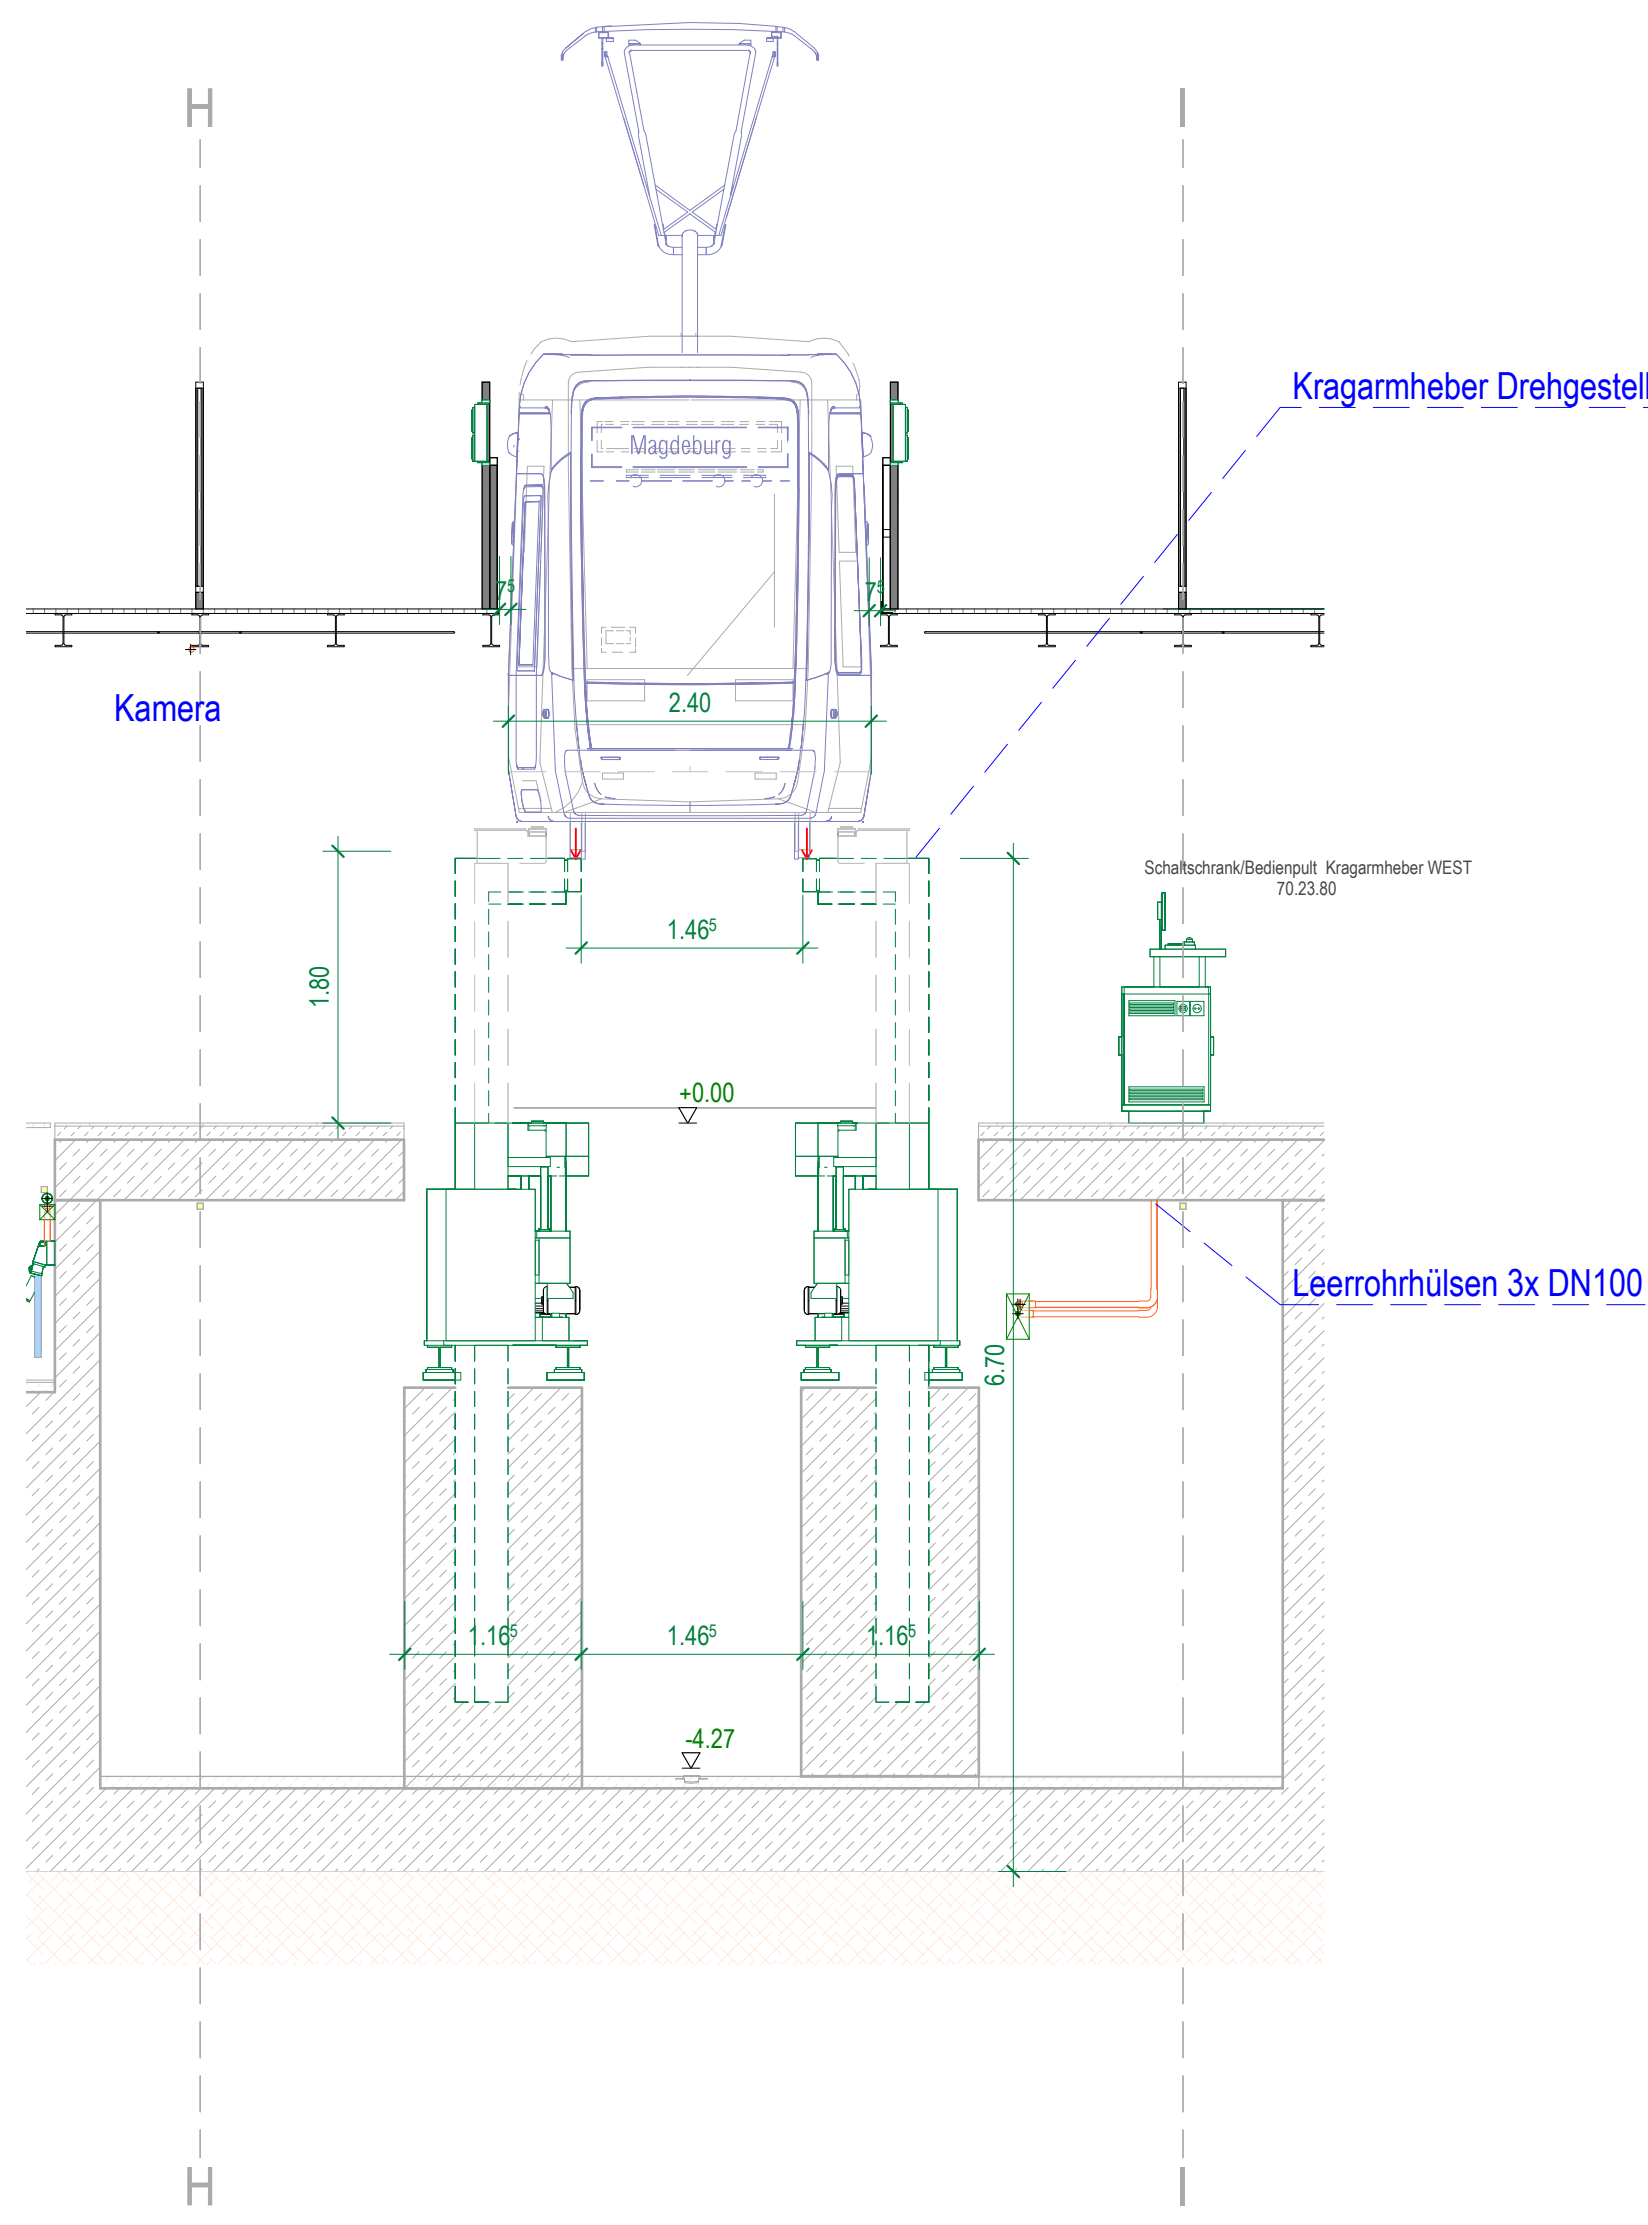 H
I
Kragarmheber Drehgestell
Magdeburg
7⁵
7⁵
Kamera
2.40
Schaltschrank/Bedienpult Kragarmheber WEST
70.23.80
1.46⁵
1.80
+0.00
Leerrohrhülsen 3x DN100
6.70
1.16⁵
1.46⁵
1.16⁵
-4.27
H
I